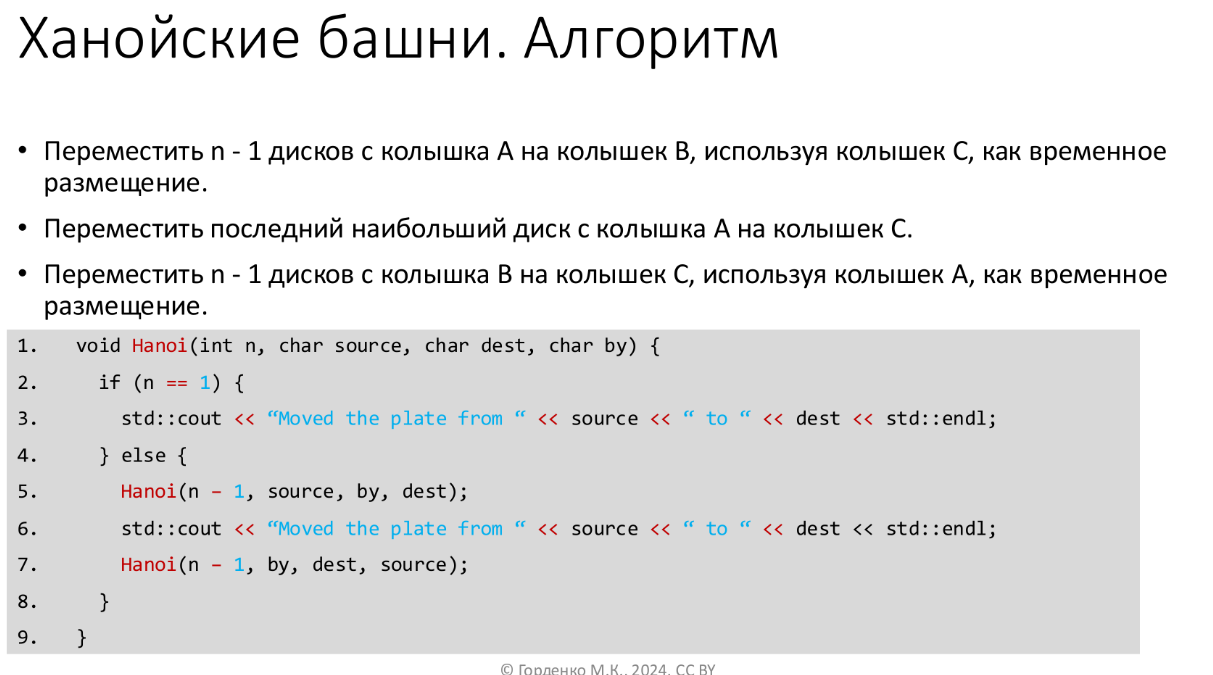 Ханойские башни. Алгоритм
• Переместить n - 1 дисков с колышка A на колышек B, используя колышек C, как временное
размещение.
• Переместить последний наибольший диск с колышка A на колышек C.
• Переместить n - 1 дисков с колышка B на колышек C, используя колышек A, как временное
размещение.
1. void Hanoi(int n, char source, char dest, char by) {
2. if (n == 1) {
3. std::cout << “Moved the plate from “ << source << “ to “ << dest << std::endl;
4. } else {
5. Hanoi(n – 1, source, by, dest);
6. std::cout << “Moved the plate from “ << source << “ to “ << dest << std::endl;
7. Hanoi(n – 1, by, dest, source);
8. }
9. }
© Горденко М.К., 2024, CC BY